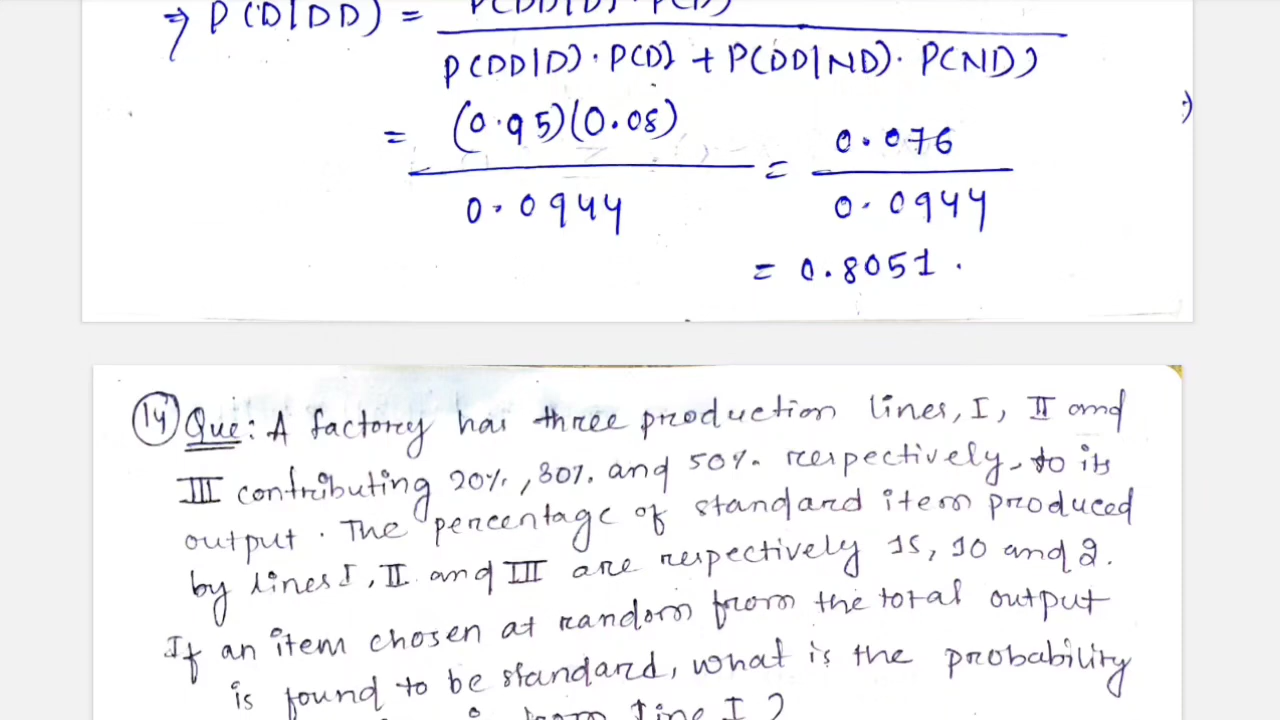 ⇒ P(D|DD) =
P(DD|D)·P(D) + P(DD|ND)·P(ND)
= (0.95)(0.08) = 0.076
0.0944 0.0944
= 0.8051.
(14) Que: A factory has three production lines, I, II and
III contributing 20%, 30%. and 50%. respectively, to its
output. The percentage of standard item produced
by lines I, II and III are respectively 15, 10 and 2.
If an item chosen at random from the total output
is found to be standard, what is the probability
from line I?